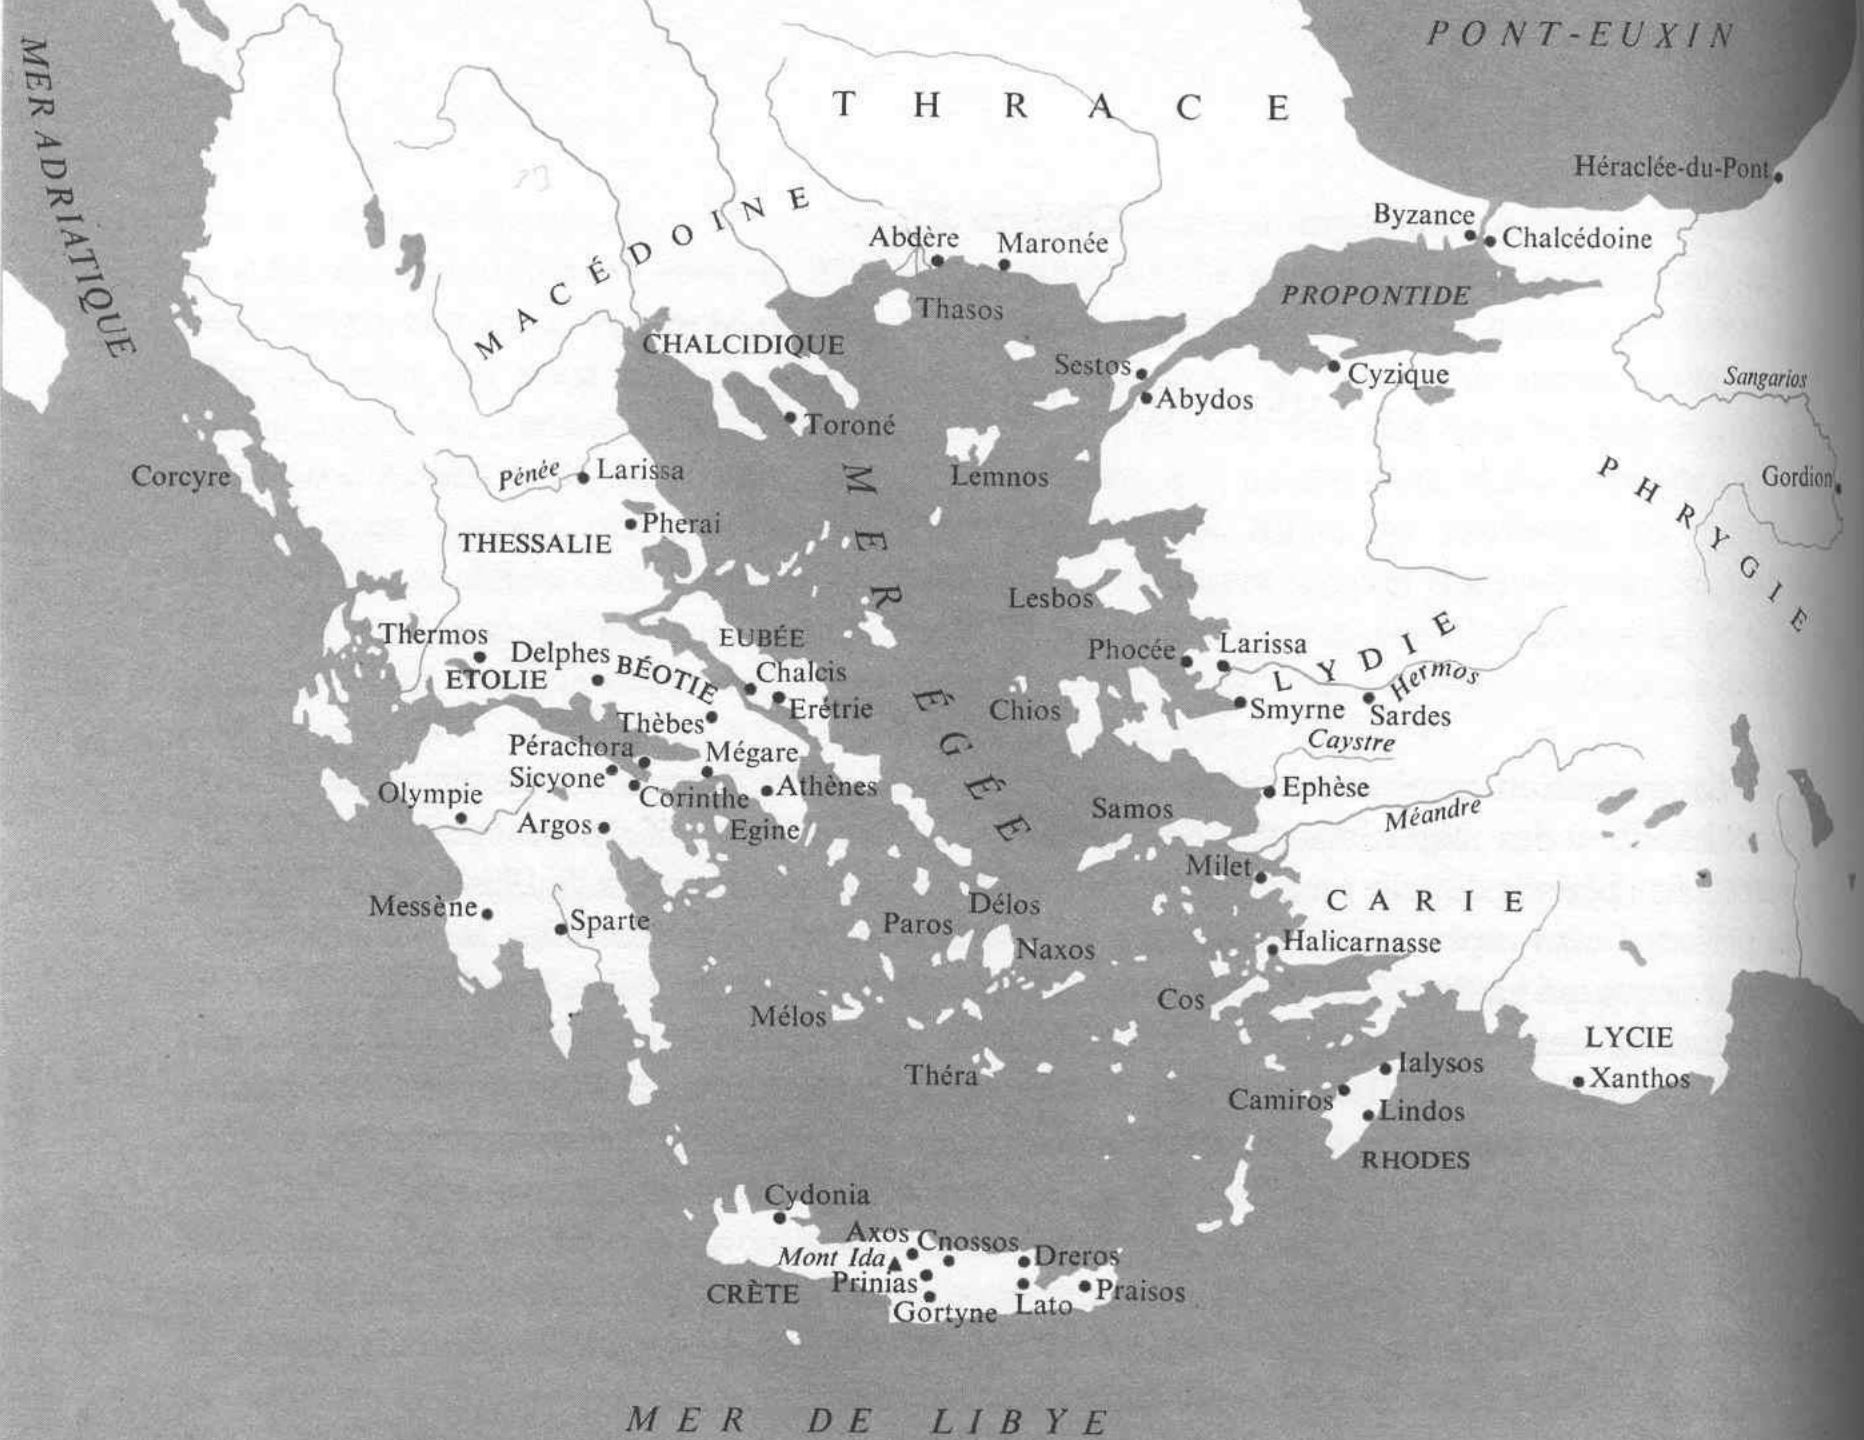 PONT-EUXIN
MER ADRIATIQUE
THRACE
Héraclée-du-Pont
MACÉDOINE
Byzance
Chalcédoine
Abdère
Maronée
PROPONTIDE
Thasos
CHALCIDIQUE
Sestos
Cyzique
Abydos
Sangarios
Toroné
Corcyre
Pénée
Larissa
Lemnos
PHRYGIE
Gordion
Pherai
THESSALIE
MER ÉGÉE
Lesbos
Thermos
Delphes
BÉOTIE
EUBÉE
Phocée
Larissa
LYDIE
Hermos
ETOLIE
Chalcis
Erétrie
Chios
Smyrne
Sardes
Thèbes
Caystre
Pérachora
Mégare
Sicyone
Corinthe
Athènes
Ephèse
Olympie
Argos
Egine
Samos
Méandre
Milet
Messène
Sparte
Délos
Paros
Naxos
CARIE
Halicarnasse
Mélos
Cos
LYCIE
Théra
Ialysos
Xanthos
Camiros
Lindos
RHODES
Cydonia
Axos
Cnossos
Mont Ida
Dreros
CRÈTE
Prinias
Gortyne
Lato
Praisos
MER DE LIBYE